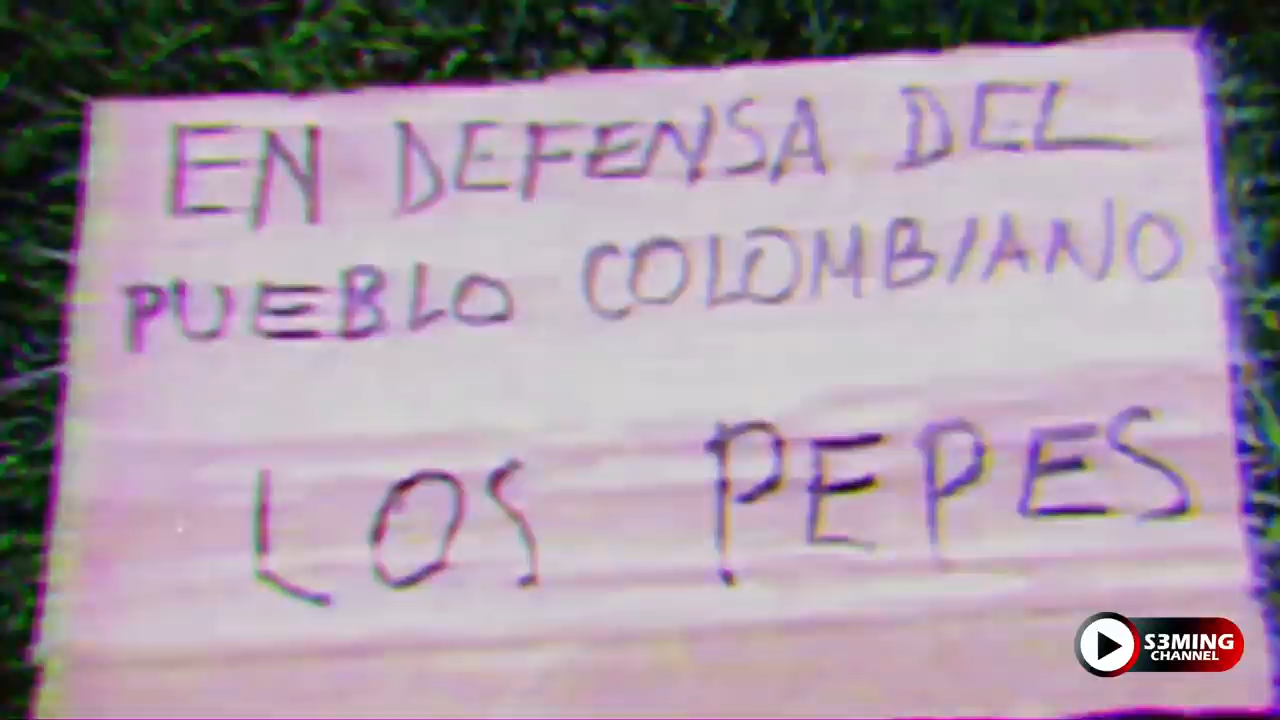 EN DEFENSA DEL
PUEBLO COLOMBIANO
LOS PEPES
S3MING
CHANNEL